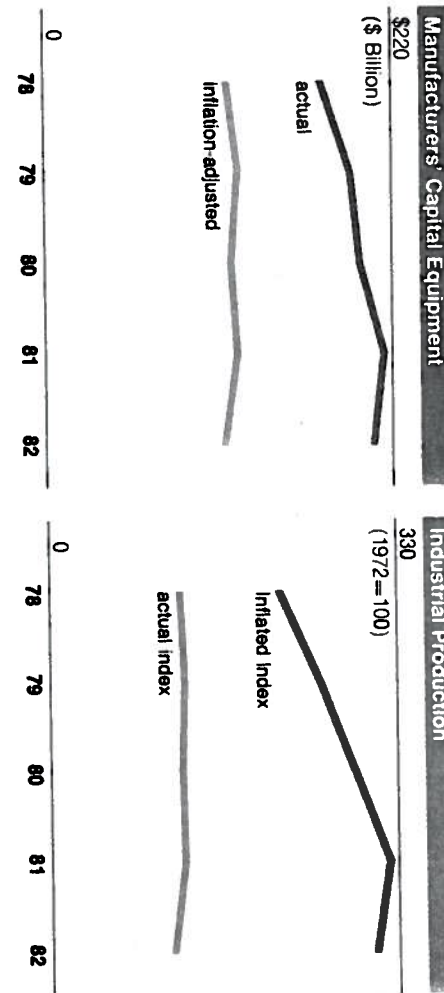 Manufacturers' Capital Equipment
$220
($ Billion)
actual
inflation-adjusted
0
78 79 80 81 82
Industrial Production
330
(1972=100)
Inflated Index
actual index
0
78 79 80 81 82